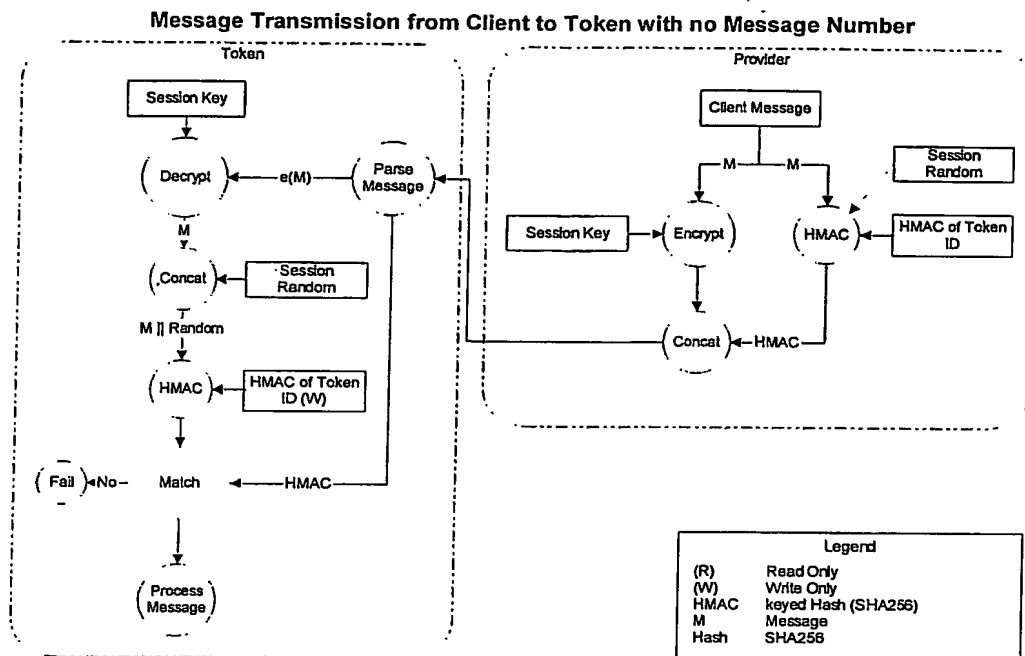 Message Transmission from Client to Token with no Message Number
Token
Session Key
Decrypt
e(M)
Parse
Message
M
Concat
Session
Random
M || Random
HMAC
HMAC of Token
ID (W)
Fail
No
Match
HMAC
Process
Message
Provider
Client Message
M
M
Session
Random
Session Key
Encrypt
HMAC
HMAC of Token
ID
Concat
HMAC
Legend
(R) Read Only
(W) Write Only
HMAC keyed Hash (SHA256)
M Message
Hash SHA256